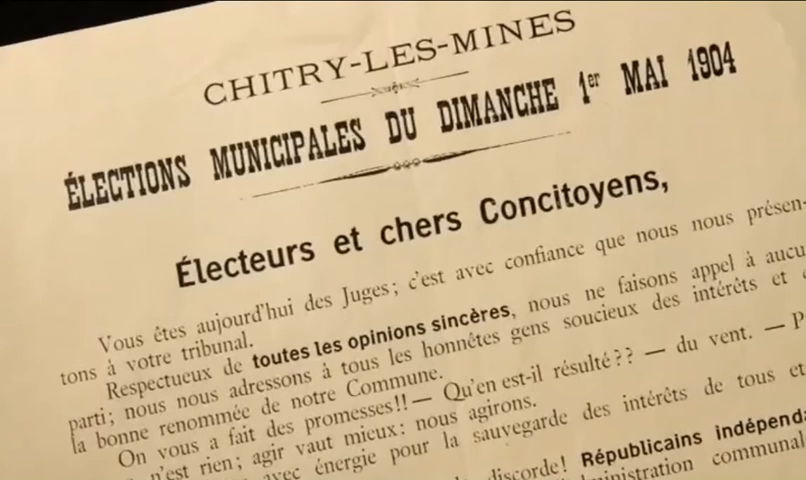 CHITRY-LES-MINES
ÉLECTIONS MUNICIPALES DU DIMANCHE 1er MAI 1904
Électeurs et chers Concitoyens,
Vous êtes aujourd'hui des Juges; c'est avec confiance que nous nous présen-
tons à votre tribunal.
Respectueux de toutes les opinions sincères, nous ne faisons appel à aucu
parti; nous nous adressons à tous les honnêtes gens soucieux des intérêts et
la bonne renommée de notre Commune.
On vous a fait des promesses!! — Qu'en est-il résulté?? — du vent. — P
n'est rien; agir vaut mieux: nous agirons.
avec énergie pour la sauvegarde des intérêts de tous et
discorde! Républicains indépenda
communal